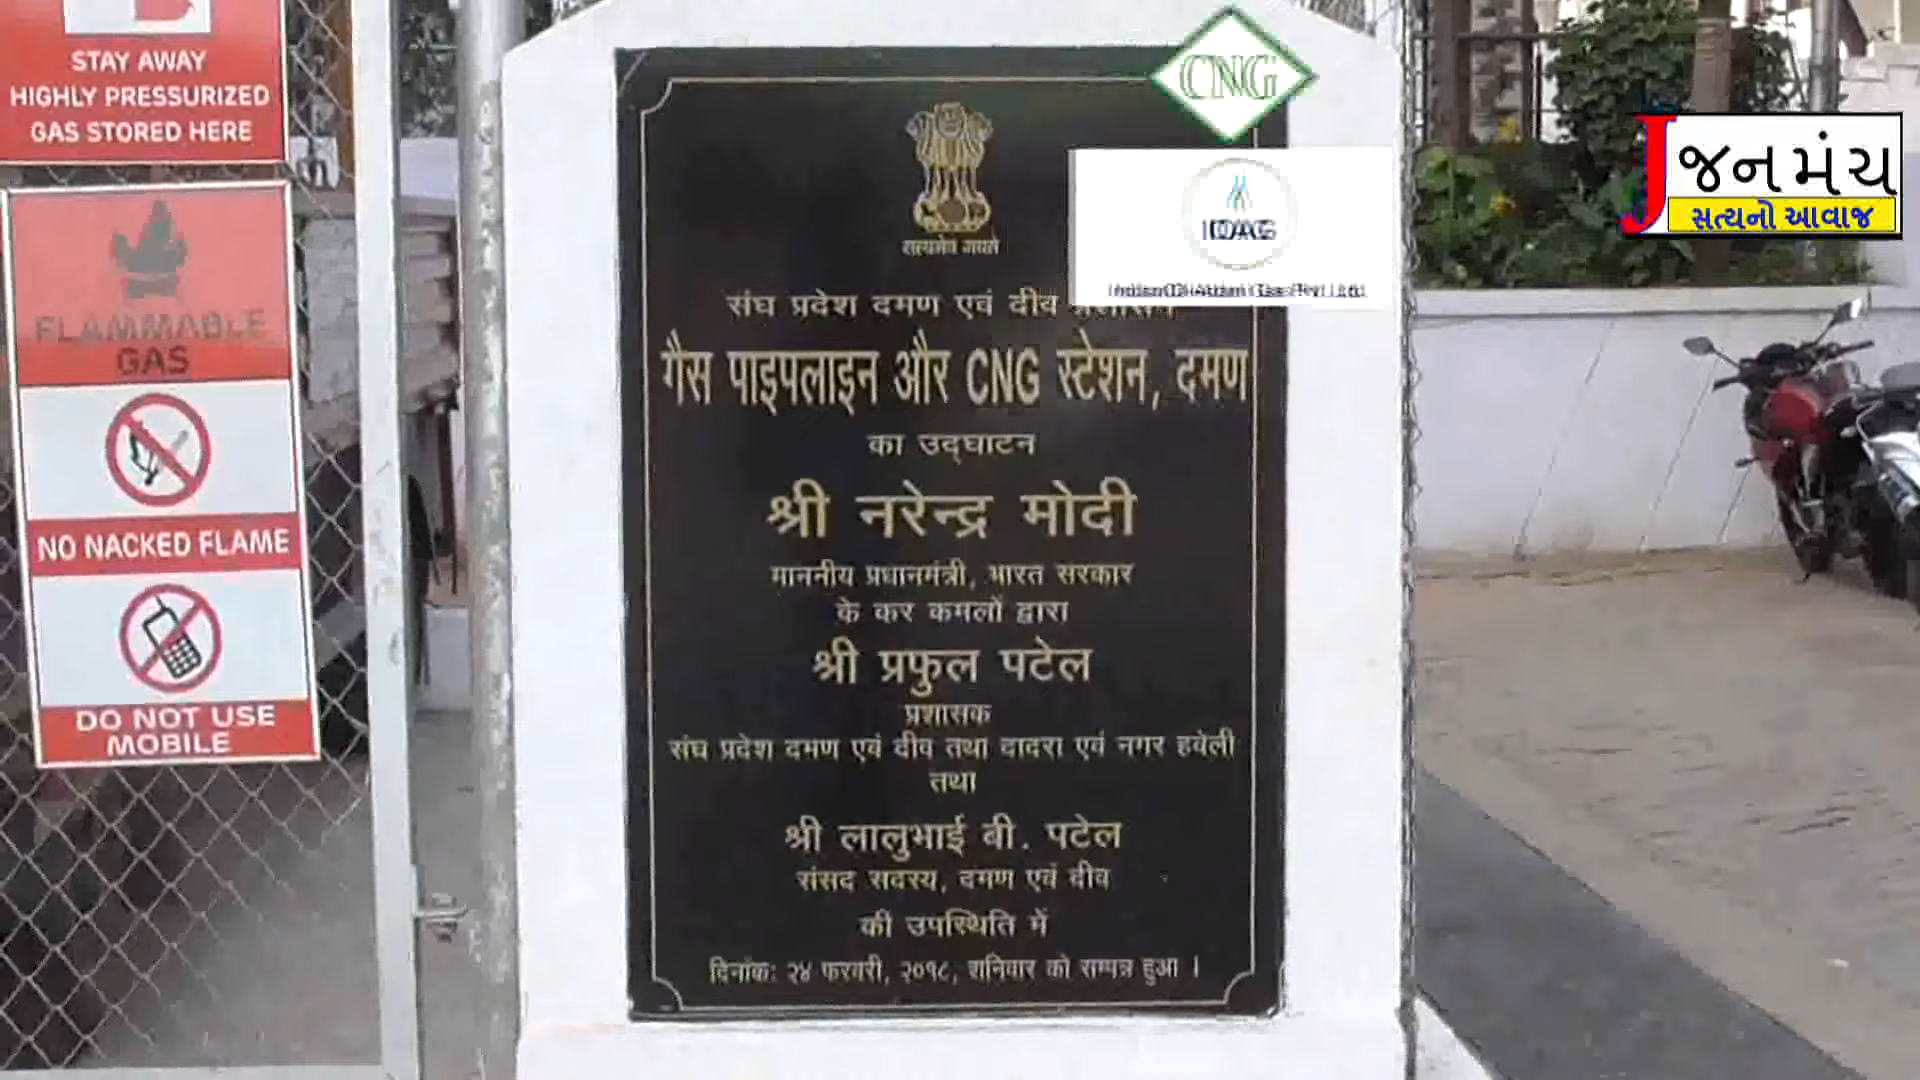 STAY AWAY
HIGHLY PRESSURIZED
GAS STORED HERE
FLAMMABLE
GAS
NO NACKED FLAME
DO NOT USE
MOBILE
CNG
सत्यमेव जयते
संघ प्रदेश दमण एवं दीव
गैस पाइपलाइन और CNG स्टेशन, दमण
का उद्घाटन
श्री नरेन्द्र मोदी
माननीय प्रधानमंत्री, भारत सरकार
के कर कमलों द्वारा
श्री प्रफुल पटेल
प्रशासक
संघ प्रदेश दमण एवं दीव तथा दादरा एवं नगर हवेली
तथा
श्री लालुभाई बी. पटेल
संसद सदस्य, दमण एवं दीव
की उपस्थिति में
दिनांक: २४ फरवरी, २०१८, शनिवार को सम्पन्न हुआ ।
J જન મંચ
સત્યનો આવાજ